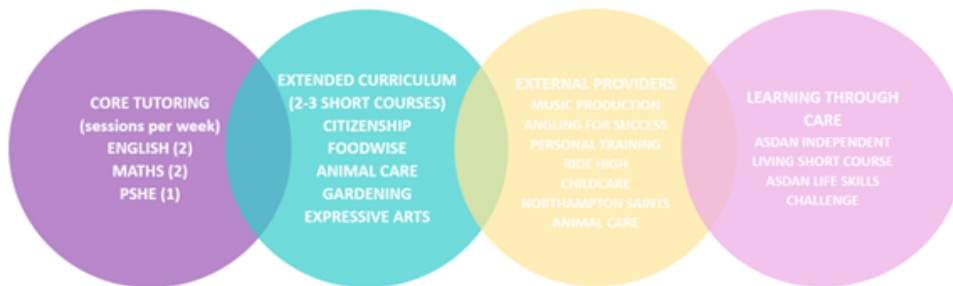 CORE TUTORING
(sessions per week)
ENGLISH (2)
MATHS (2)
PSHE (1)
EXTENDED CURRICULUM
(2-3 SHORT COURSES)
CITIZENSHIP
FOODWISE
ANIMAL CARE
GARDENING
EXPRESSIVE ARTS
EXTERNAL PROVIDERS
MUSIC PRODUCTION
ANGLING FOR SUCCESS
PERSONAL TRAINING
RIDE HIGH
CHILDCARE
NORTHAMPTON SAINTS
ANIMAL CARE
LEARNING THROUGH
CARE
ASDAN INDEPENDENT
LIVING SHORT COURSE
ASDAN LIFE SKILLS
CHALLENGE